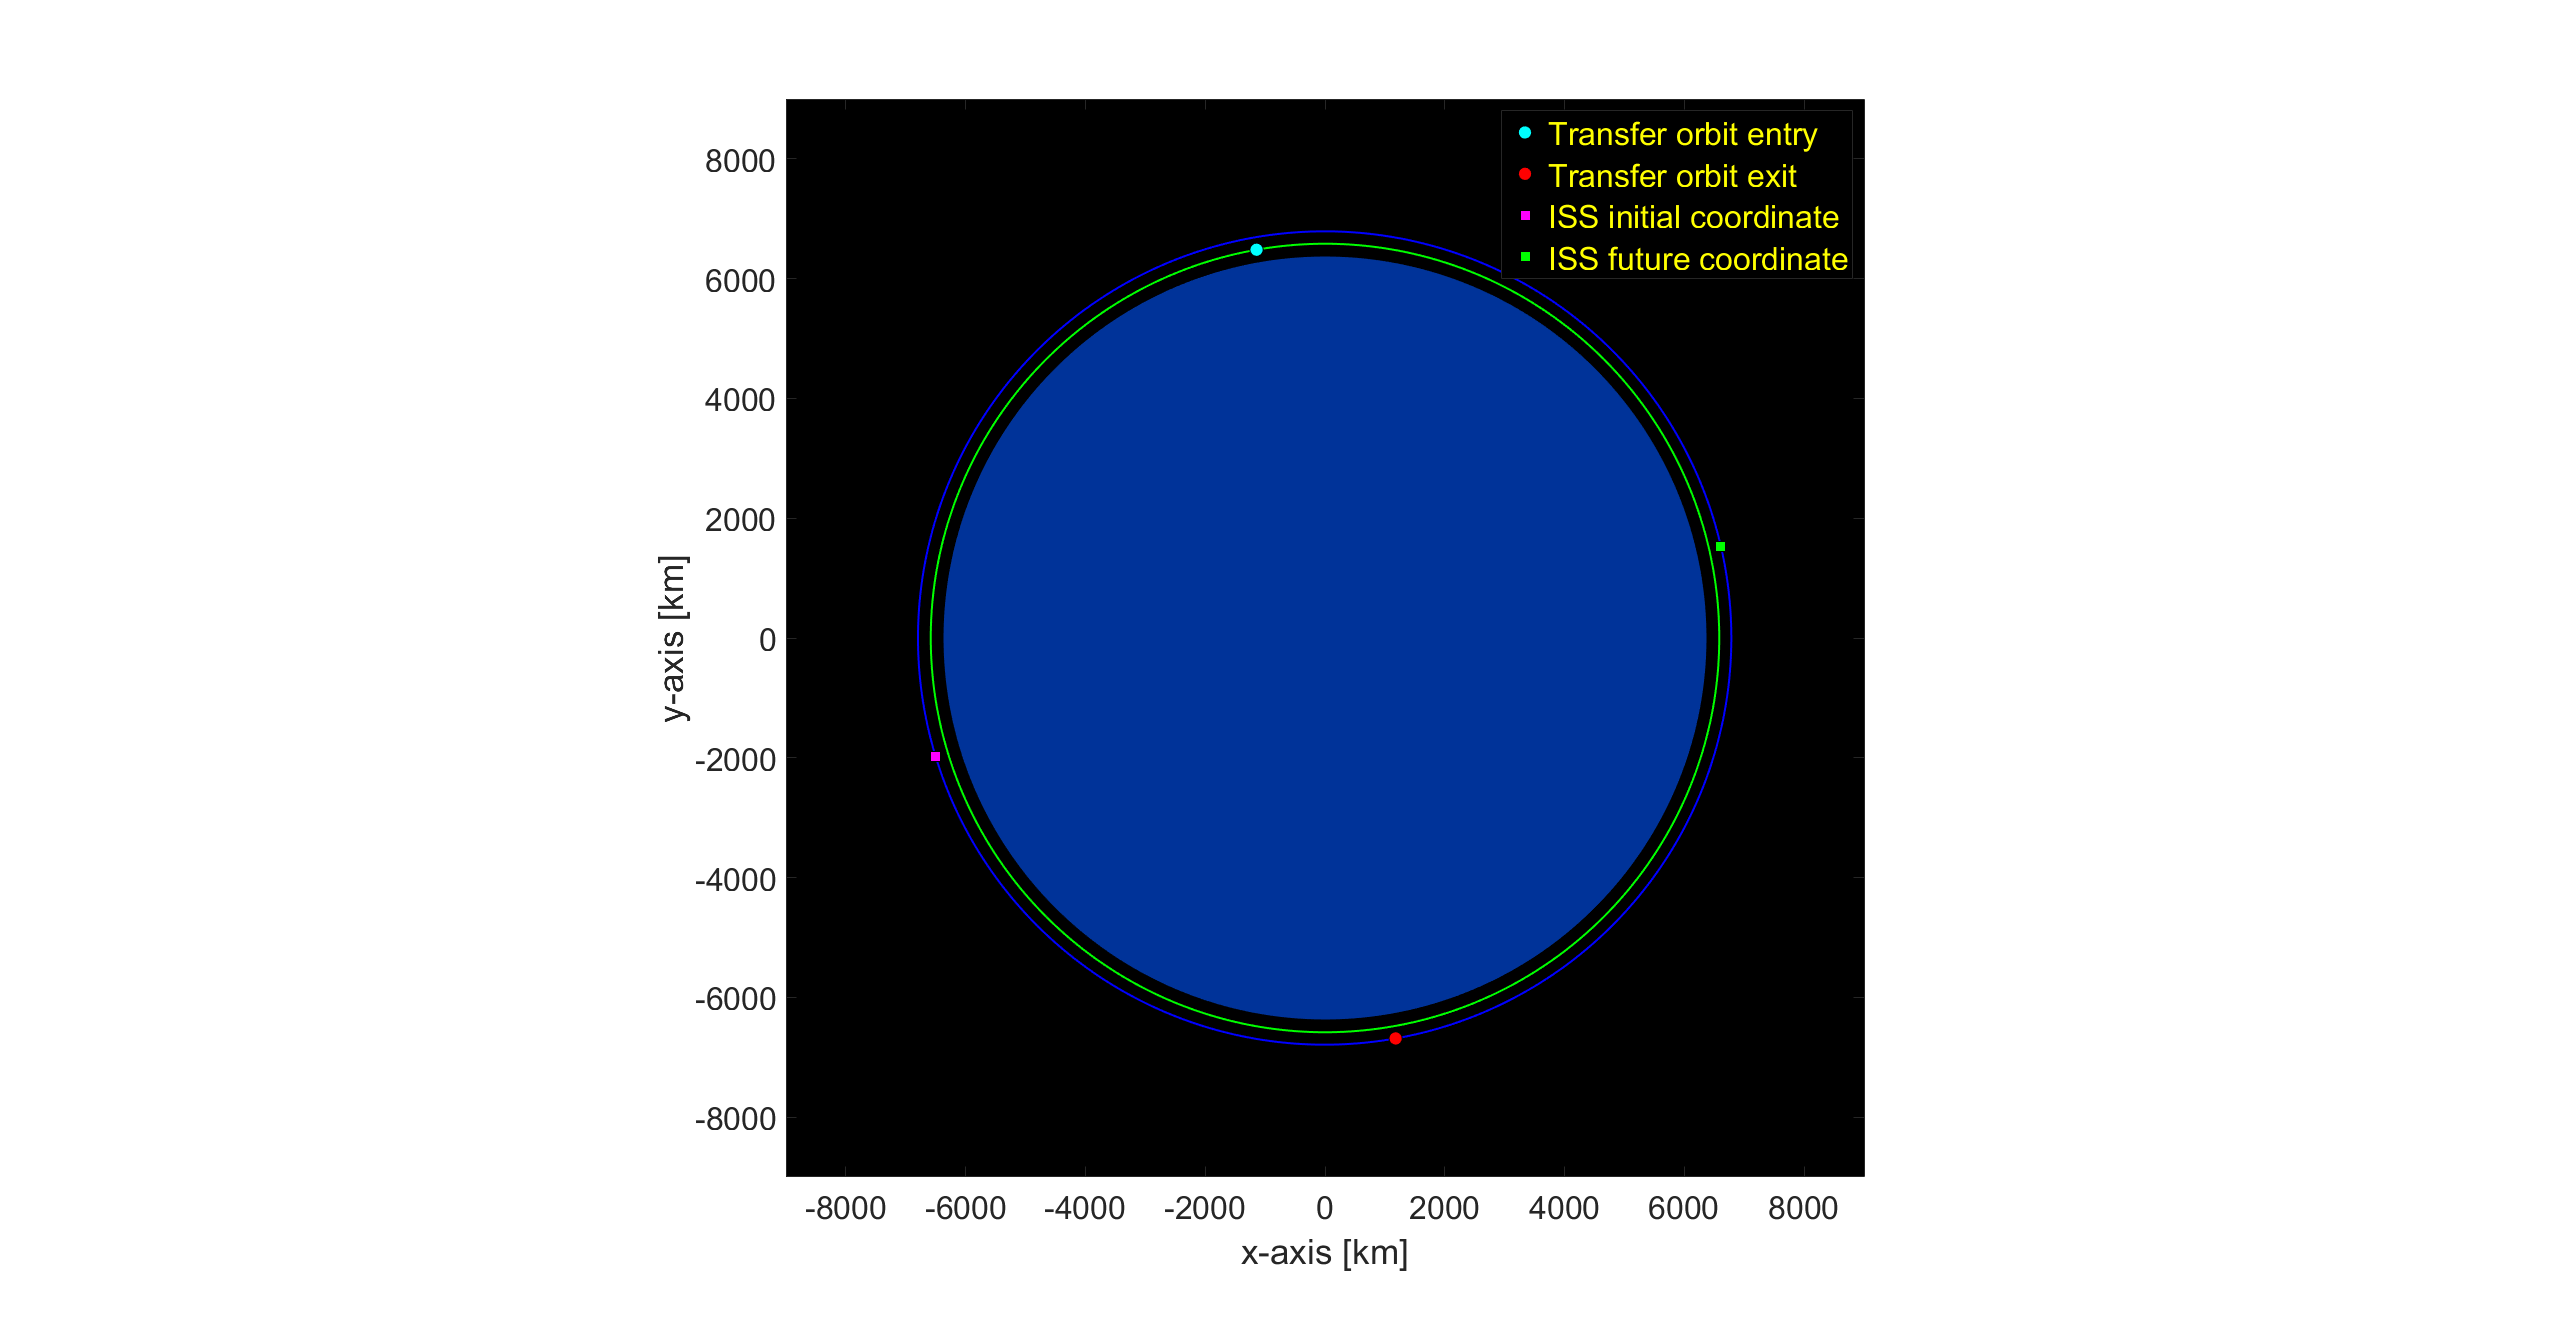 Transfer orbit entry
Transfer orbit exit
ISS initial coordinate
ISS future coordinate
8000
6000
4000
2000
0
-2000
-4000
-6000
-8000
y-axis [km]
-8000 -6000 -4000 -2000 0 2000 4000 6000 8000
x-axis [km]